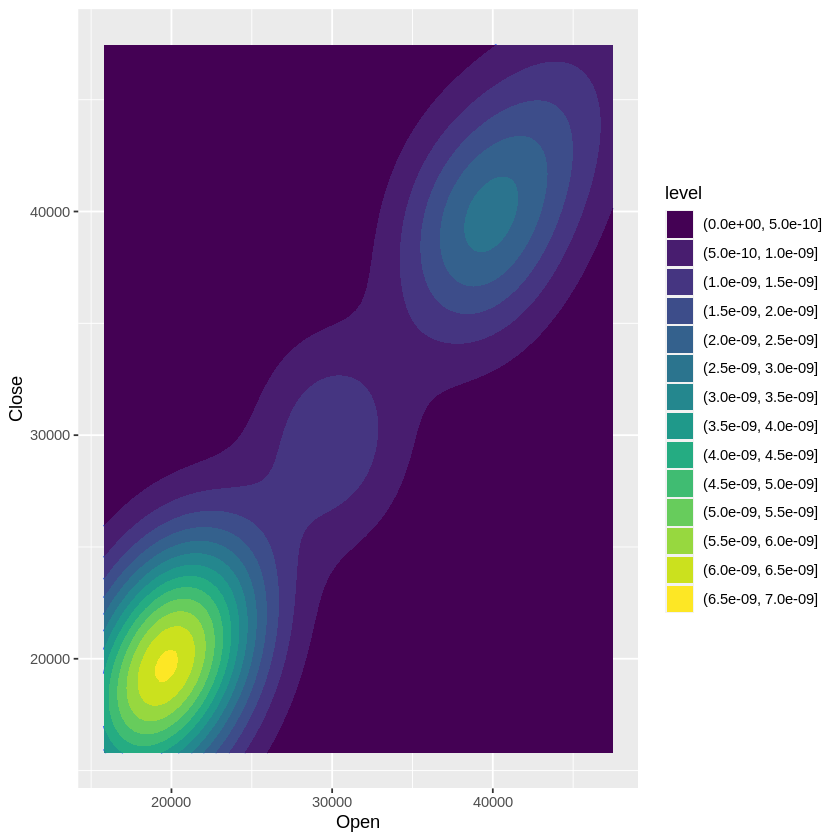 level
(0.0e+00, 5.0e-10]
(5.0e-10, 1.0e-09]
(1.0e-09, 1.5e-09]
(1.5e-09, 2.0e-09]
(2.0e-09, 2.5e-09]
(2.5e-09, 3.0e-09]
(3.0e-09, 3.5e-09]
(3.5e-09, 4.0e-09]
(4.0e-09, 4.5e-09]
(4.5e-09, 5.0e-09]
(5.0e-09, 5.5e-09]
(5.5e-09, 6.0e-09]
(6.0e-09, 6.5e-09]
(6.5e-09, 7.0e-09]
Close
40000
30000
20000
20000 30000 40000
Open